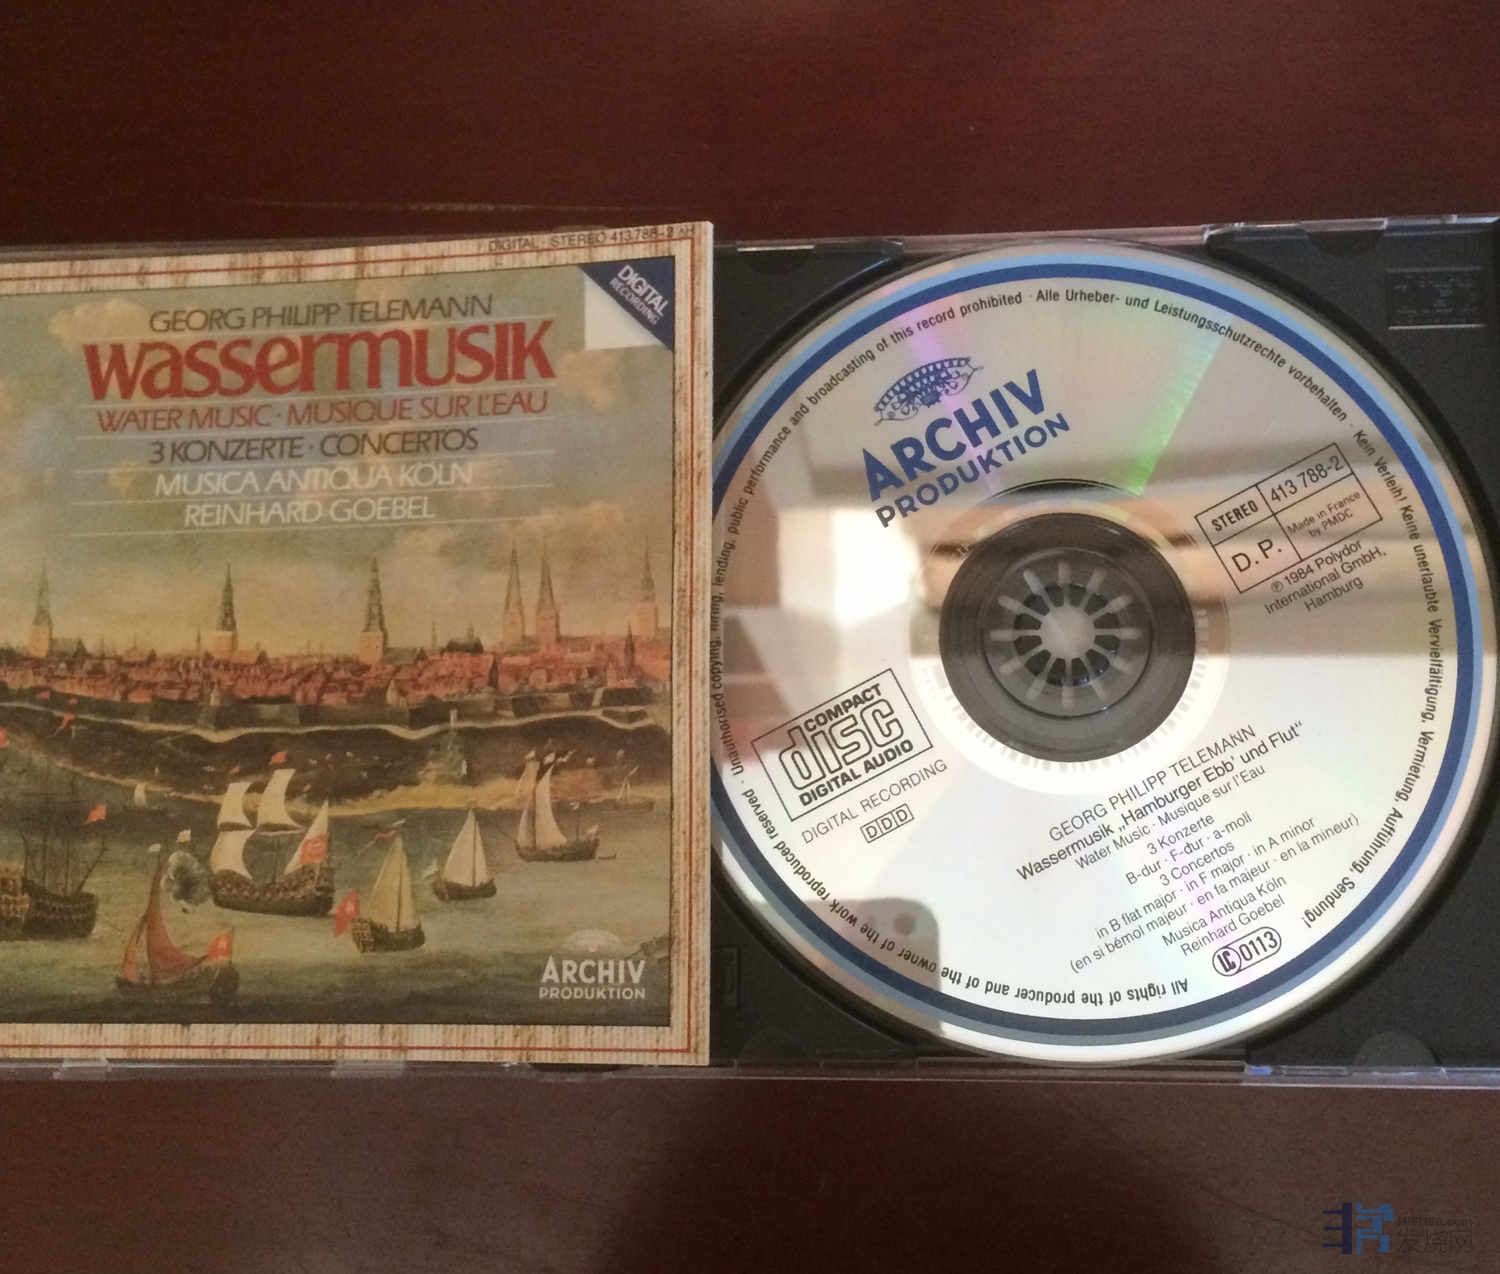 DIGITAL · STEREO 413 788-2 AH
DIGITAL
RECORDING
GEORG PHILIPP TELEMANN
wassermusik
WATER MUSIC · MUSIQUE SUR L'EAU
3 KONZERTE · CONCERTOS
MUSICA ANTIQUA KÖLN
REINHARD GOEBEL
ARCHIV
PRODUKTION
All rights of the producer and of the owner of the work reproduced reserved · Unauthorised copying, hiring, lending, public performance and broadcasting of this record prohibited · Alle Urheber- und Leistungsschutzrechte vorbehalten · Kein Verleih! Keine unerlaubte Vervielfältigung, Vermietung, Aufführung, Sendung!
ARCHIV
PRODUKTION
STEREO
413 788-2
D.P.
Made in France
by PMDC
℗ 1984 Polydor
International GmbH,
Hamburg
COMPACT
disc
DIGITAL AUDIO
DIGITAL RECORDING
DDD
GEORG PHILIPP TELEMANN
Wassermusik „Hamburger Ebb' und Flut“
Water Music · Musique sur l'Eau
3 Konzerte
B-dur · F-dur · a-moll
3 Concertos
in B flat major · in F major · in A minor
(en si bémol majeur · en fa majeur · en la mineur)
Musica Antiqua Köln
Reinhard Goebel
LC 0113
HIFI168.com
发烧网